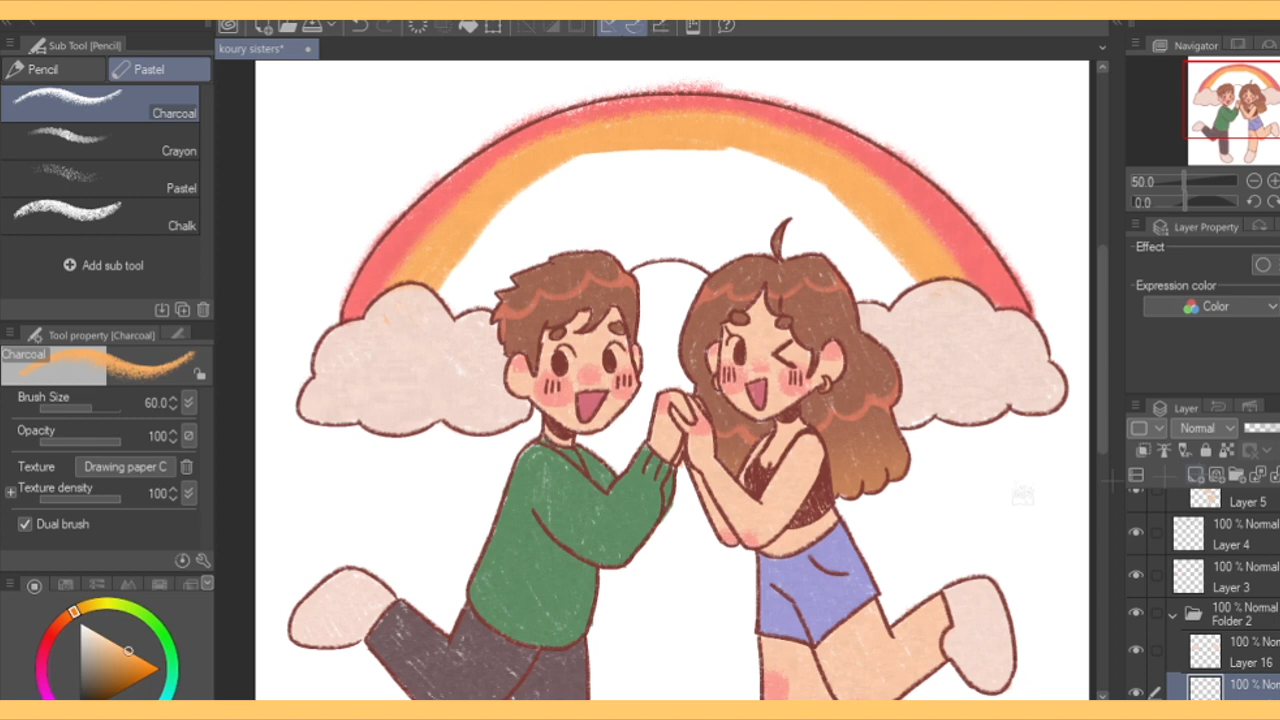 Sub Tool [Pencil]
Pencil
Pastel
Charcoal
Crayon
Pastel
Chalk
Add sub tool
Tool property [Charcoal]
Charcoal
Brush Size
60.0
Opacity
100
Texture
Drawing paper C
Texture density
100
Dual brush
koury sisters*
Navigator
50.0
0.0
Layer Property
Effect
Expression color
Color
Layer
Normal
Layer 5
100 % Normal
Layer 4
100 % Normal
Layer 3
100 % Normal
Folder 2
100 % Nor
Layer 16
100 % Nor